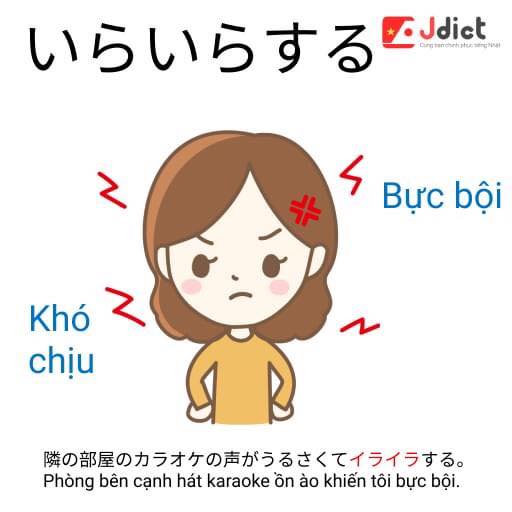 いらいらする
Jdict
Cùng bạn chinh phục tiếng Nhật
Bực bội
Khó
chịu
隣の部屋のカラオケの声がうるさくてイライラする。
Phòng bên cạnh hát karaoke ồn ào khiến tôi bực bội.